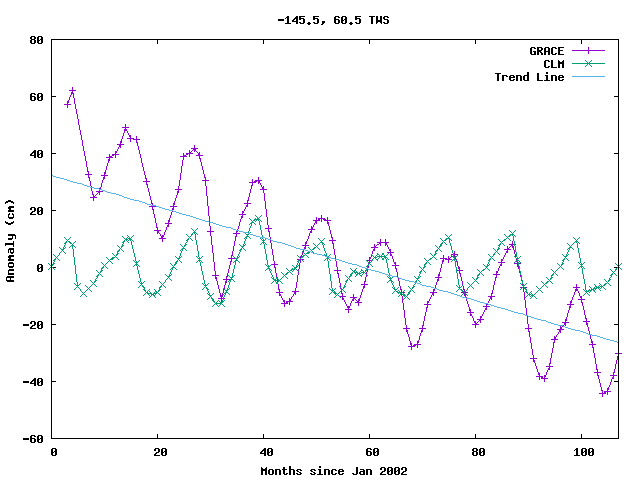 -145.5, 60.5 TWS
GRACE
CLM
Trend Line
80
60
40
20
0
-20
-40
-60
Anomaly (cm)
0 20 40 60 80 100
Months since Jan 2002